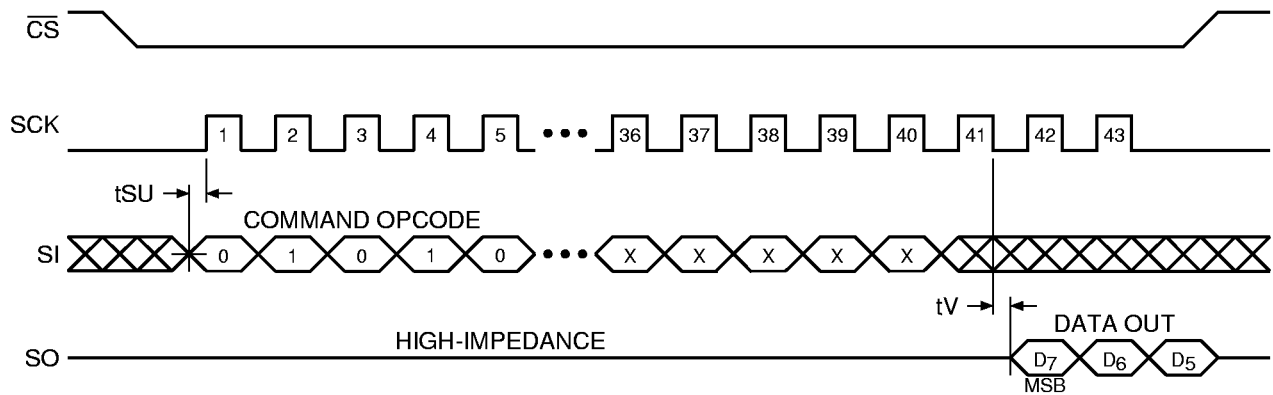 CS
SCK 1 2 3 4 5 ••• 36 37 38 39 40 41 42 43
tSU
COMMAND OPCODE
SI 0 1 0 1 0 ••• X X X X X
tV
HIGH-IMPEDANCE
DATA OUT
SO D7 D6 D5
MSB